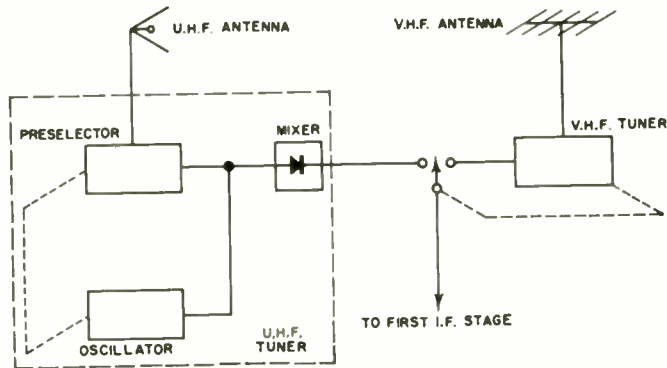 U.H.F. ANTENNA
V.H.F. ANTENNA
PRESELECTOR
MIXER
V.H.F. TUNER
TO FIRST I.F. STAGE
OSCILLATOR
U.H.F.
TUNER